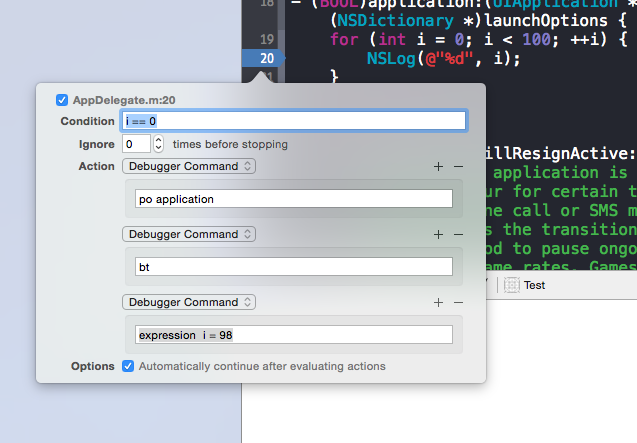 18 - (BOOL)application:(UIApplication *
(NSDictionary *)launchOptions {
19 for (int i = 0; i < 100; ++i) {
20 NSLog(@"%d", i);
}
AppDelegate.m:20
Condition i == 0
Ignore 0 times before stopping
illResignActive:
Action Debugger Command + −
application is
po application
ur for certain t
ne call or SMS m
s the transition
Debugger Command + −
od to pause ongo
bt
ame rates. Games
Test
Debugger Command + −
expression i = 98
Options Automatically continue after evaluating actions